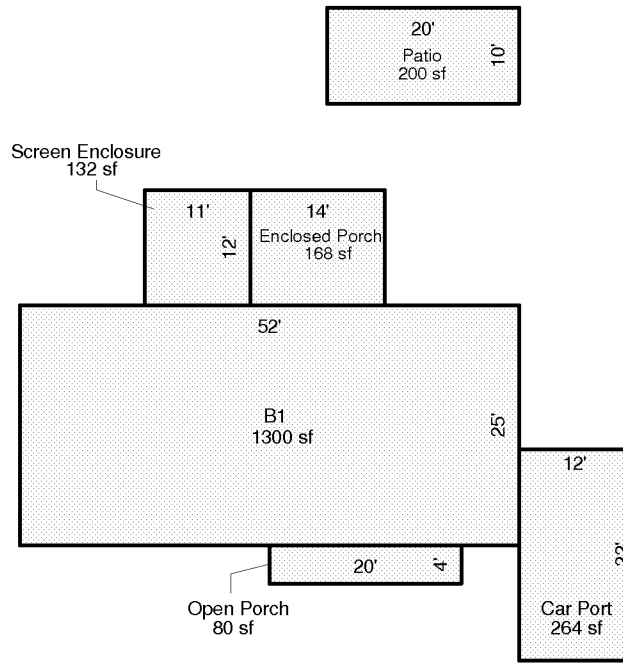 20'
Patio
200 sf
10'
Screen Enclosure
132 sf
11'
12'
14'
Enclosed Porch
168 sf
52'
B1
1300 sf
25'
12'
22'
20'
4'
Open Porch
80 sf
Car Port
264 sf